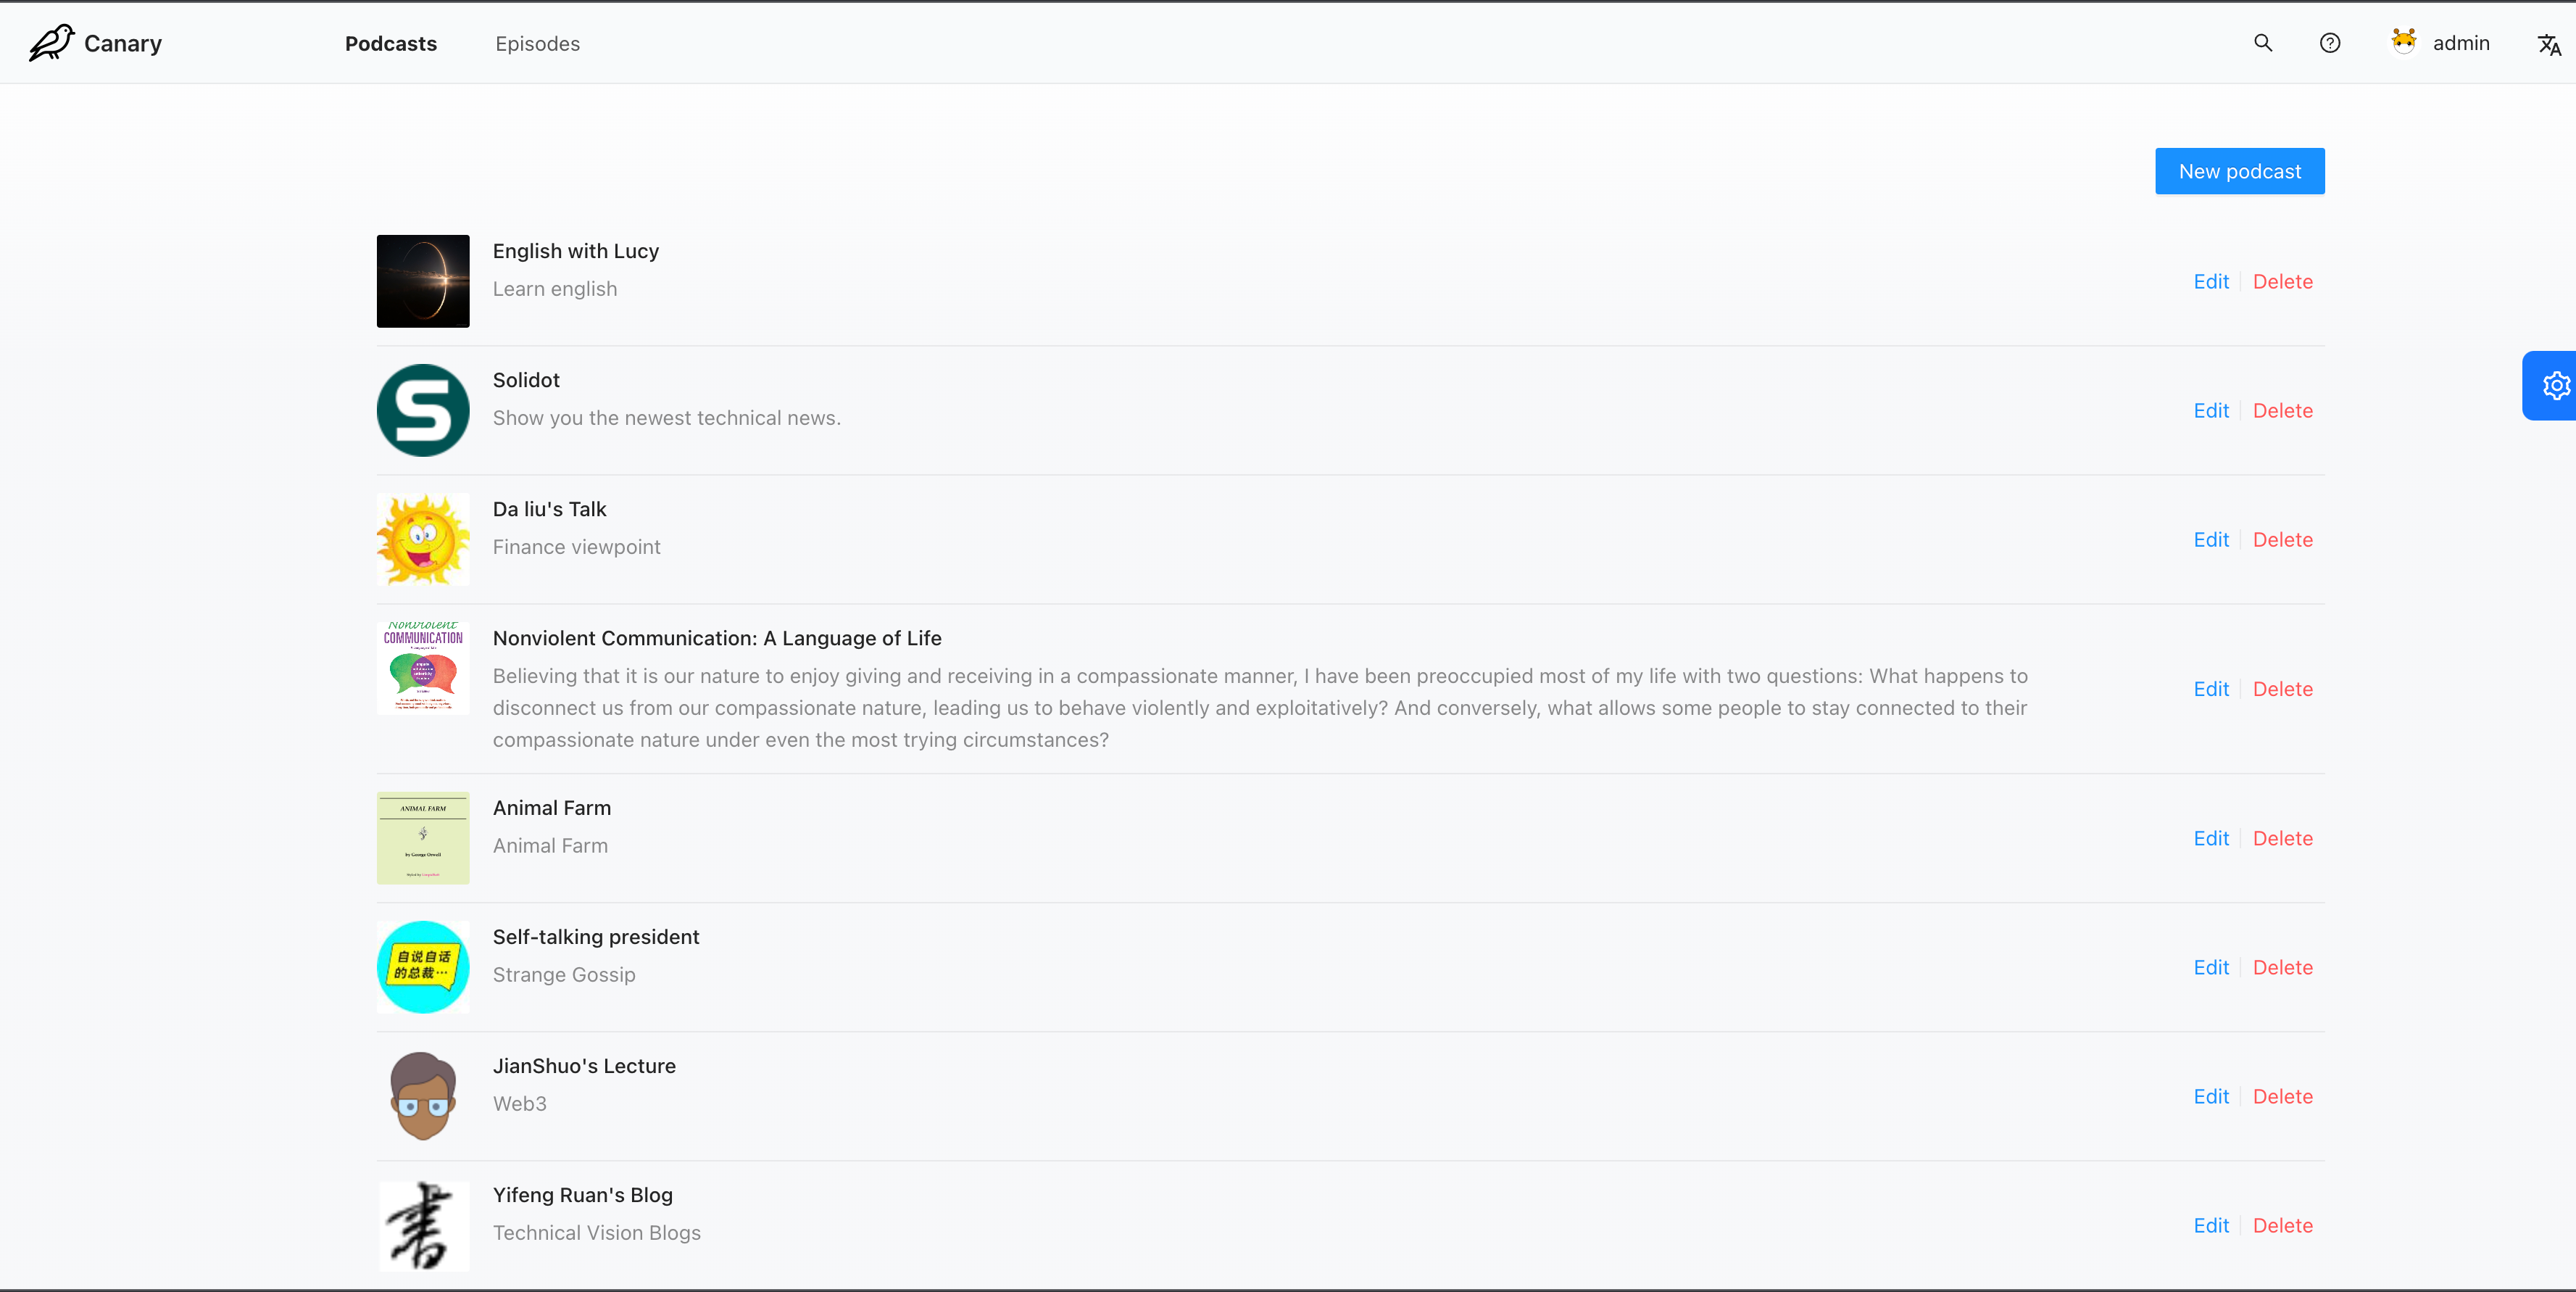 Canary
Podcasts
Episodes
admin
New podcast
English with Lucy
Learn english
Edit
Delete
Solidot
Show you the newest technical news.
Edit
Delete
Da liu's Talk
Finance viewpoint
Edit
Delete
Nonviolent
COMMUNICATION
Nonviolent Communication: A Language of Life
Believing that it is our nature to enjoy giving and receiving in a compassionate manner, I have been preoccupied most of my life with two questions: What happens to
disconnect us from our compassionate nature, leading us to behave violently and exploitatively? And conversely, what allows some people to stay connected to their
compassionate nature under even the most trying circumstances?
Edit
Delete
ANIMAL FARM
by George Orwell
Animal Farm
Animal Farm
Edit
Delete
自说自话
的总裁…
Self-talking president
Strange Gossip
Edit
Delete
JianShuo's Lecture
Web3
Edit
Delete
書
Yifeng Ruan's Blog
Technical Vision Blogs
Edit
Delete